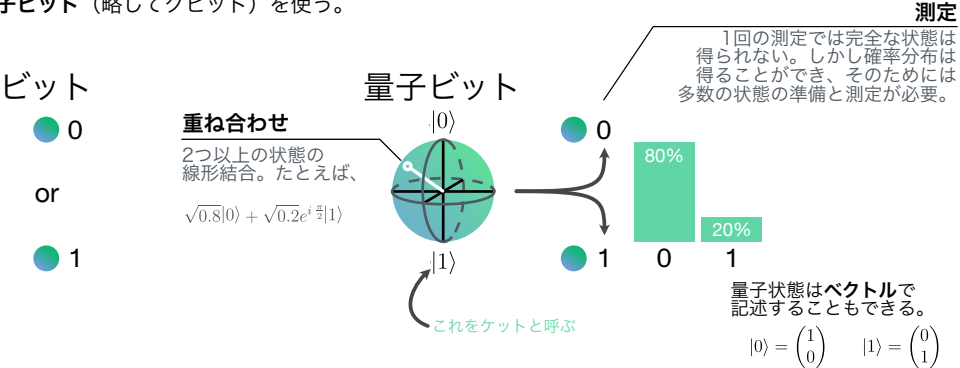 子ビット（略してクビット）を使う。
測定
1回の測定では完全な状態は
得られない。しかし確率分布は
得ることができ、そのためには
多数の状態の準備と測定が必要。
ビット
0
or
1
重ね合わせ
2つ以上の状態の
線形結合。たとえば、
√0.8|0⟩ + √0.2e^{i π/2}|1⟩
量子ビット
|0⟩
|1⟩
これをケットと呼ぶ
0
1
80%
20%
0 1
量子状態はベクトルで
記述することもできる。
|0⟩ = (1 0) |1⟩ = (0 1)